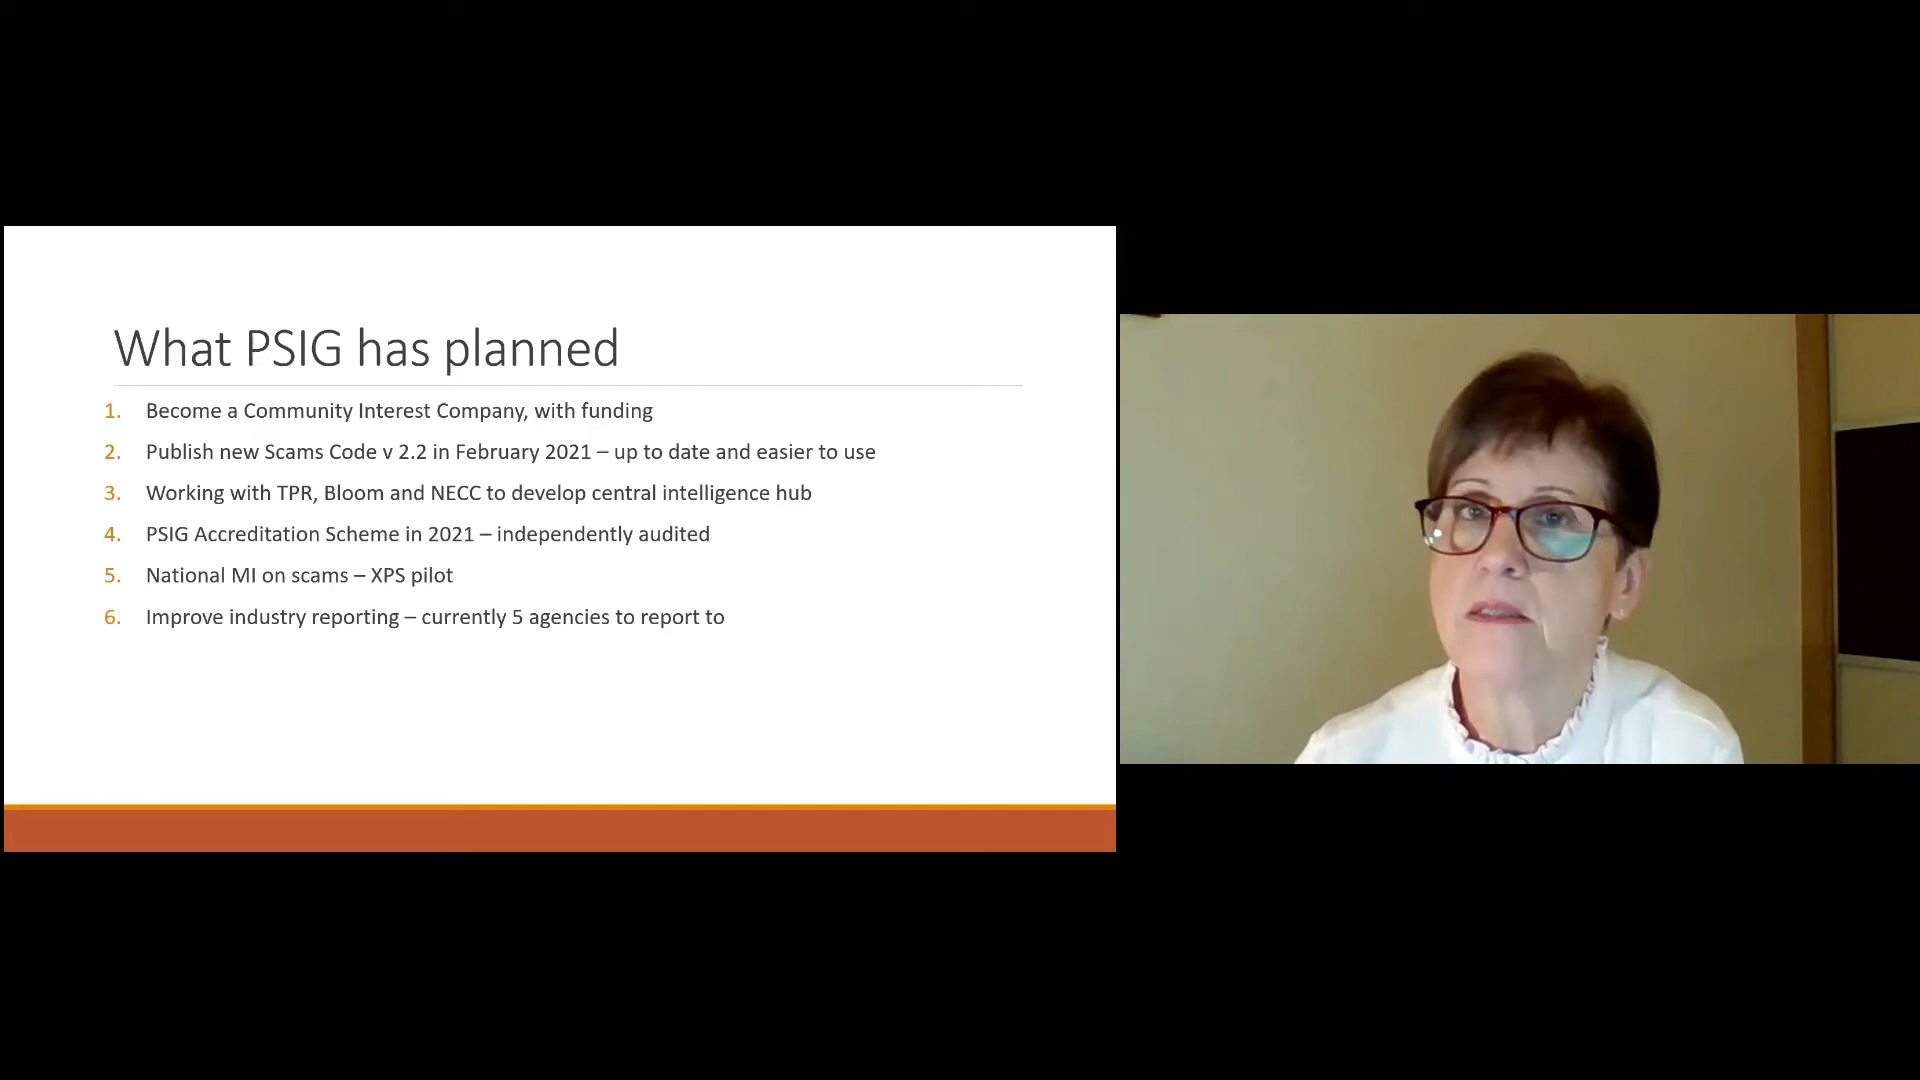 What PSIG has planned
1. Become a Community Interest Company, with funding
2. Publish new Scams Code v 2.2 in February 2021 – up to date and easier to use
3. Working with TPR, Bloom and NECC to develop central intelligence hub
4. PSIG Accreditation Scheme in 2021 – independently audited
5. National MI on scams – XPS pilot
6. Improve industry reporting – currently 5 agencies to report to